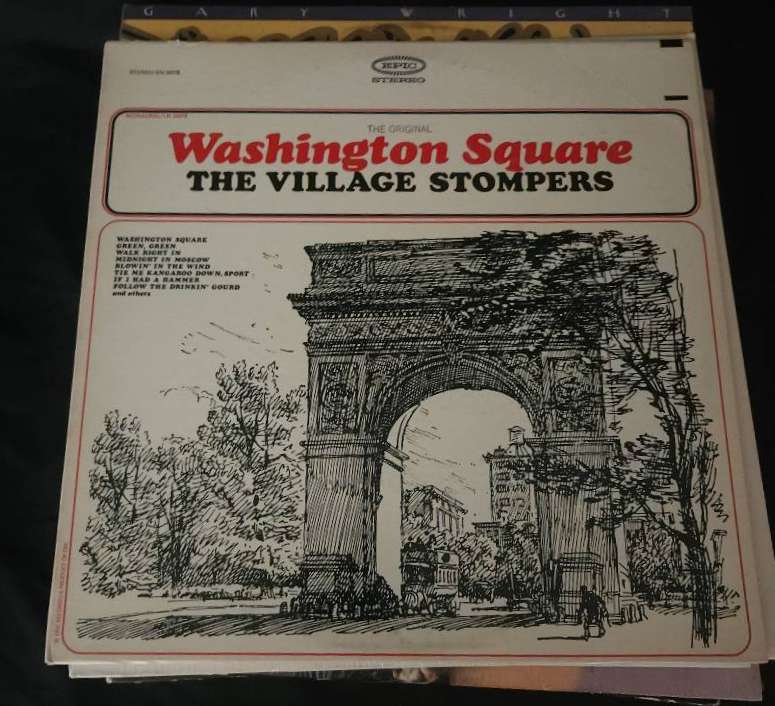 GARY WRIGHT
EPIC
STEREO
THE ORIGINAL
Washington Square
THE VILLAGE STOMPERS
WASHINGTON SQUARE
GREEN, GREEN
WALK RIGHT IN
MIDNIGHT IN MOSCOW
BLOWIN' IN THE WIND
TIE ME KANGAROO DOWN, SPORT
IF I HAD A HAMMER
FOLLOW THE DRINKIN' GOURD
and others